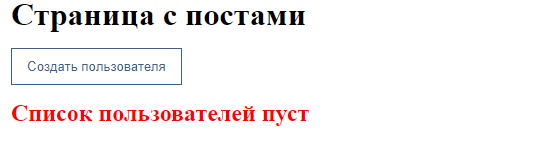 Страница с постами
Создать пользователя
Список пользователей пуст